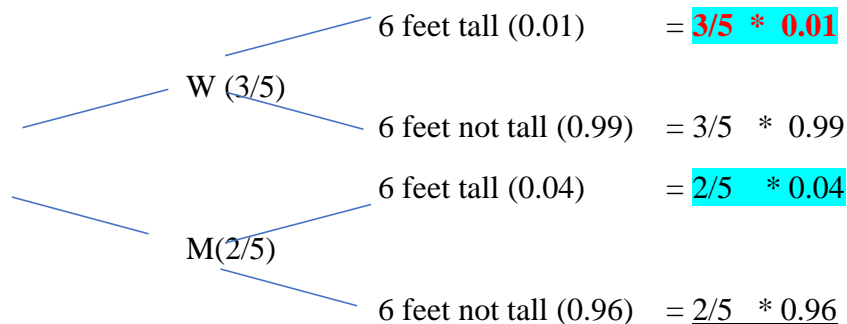 6 feet tall (0.01) = 3/5 * 0.01
W (3/5)
6 feet not tall (0.99) = 3/5 * 0.99
6 feet tall (0.04) = 2/5 * 0.04
M(2/5)
6 feet not tall (0.96) = 2/5 * 0.96